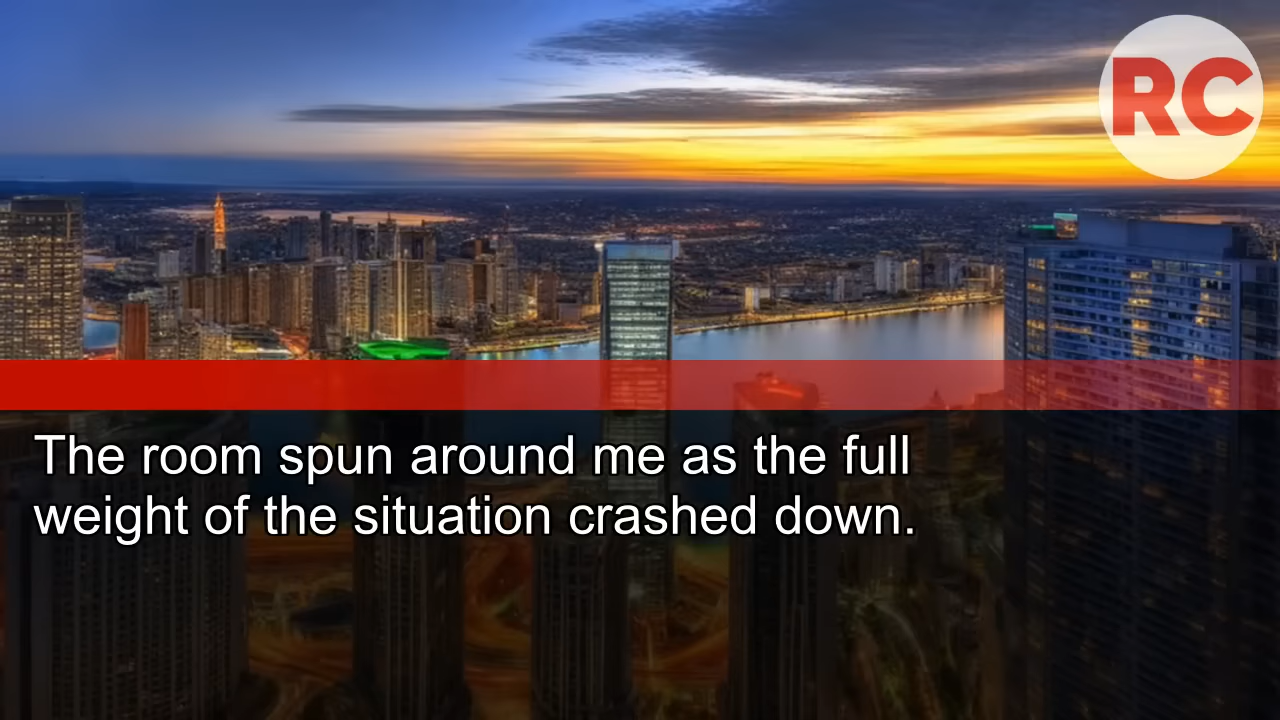 RC
The room spun around me as the full
weight of the situation crashed down.